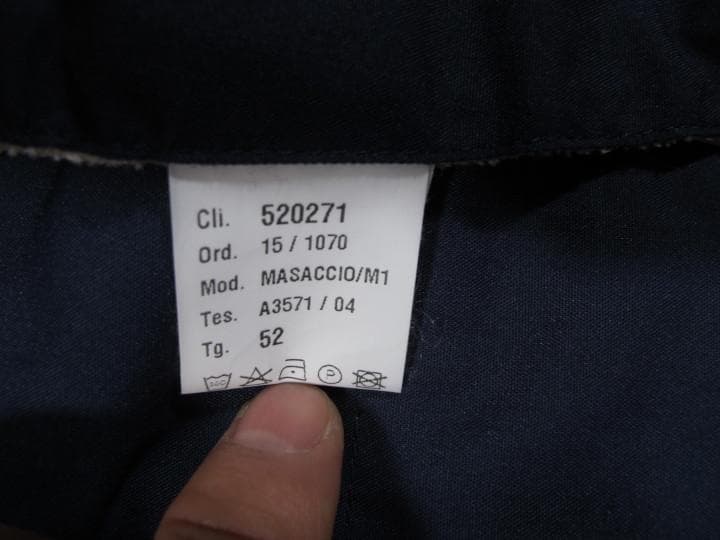 Cli. 520271
Ord. 15 / 1070
Mod. MASACCIO/M1
Tes. A3571 / 04
Tg. 52
P